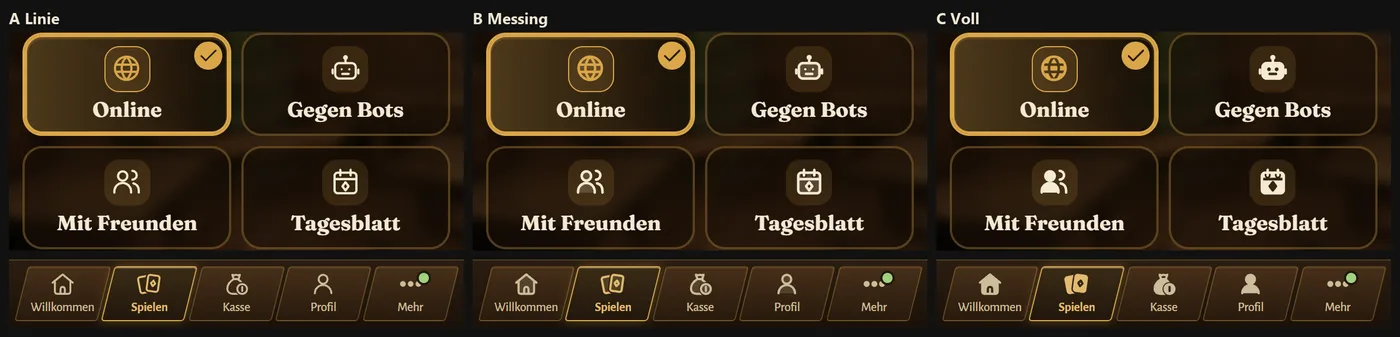 A Linie
Online
Gegen Bots
Mit Freunden
Tagesblatt
Willkommen
Spielen
Kasse
Profil
Mehr
B Messing
Online
Gegen Bots
Mit Freunden
Tagesblatt
Willkommen
Spielen
Kasse
Profil
Mehr
C Voll
Online
Gegen Bots
Mit Freunden
Tagesblatt
Willkommen
Spielen
Kasse
Profil
Mehr